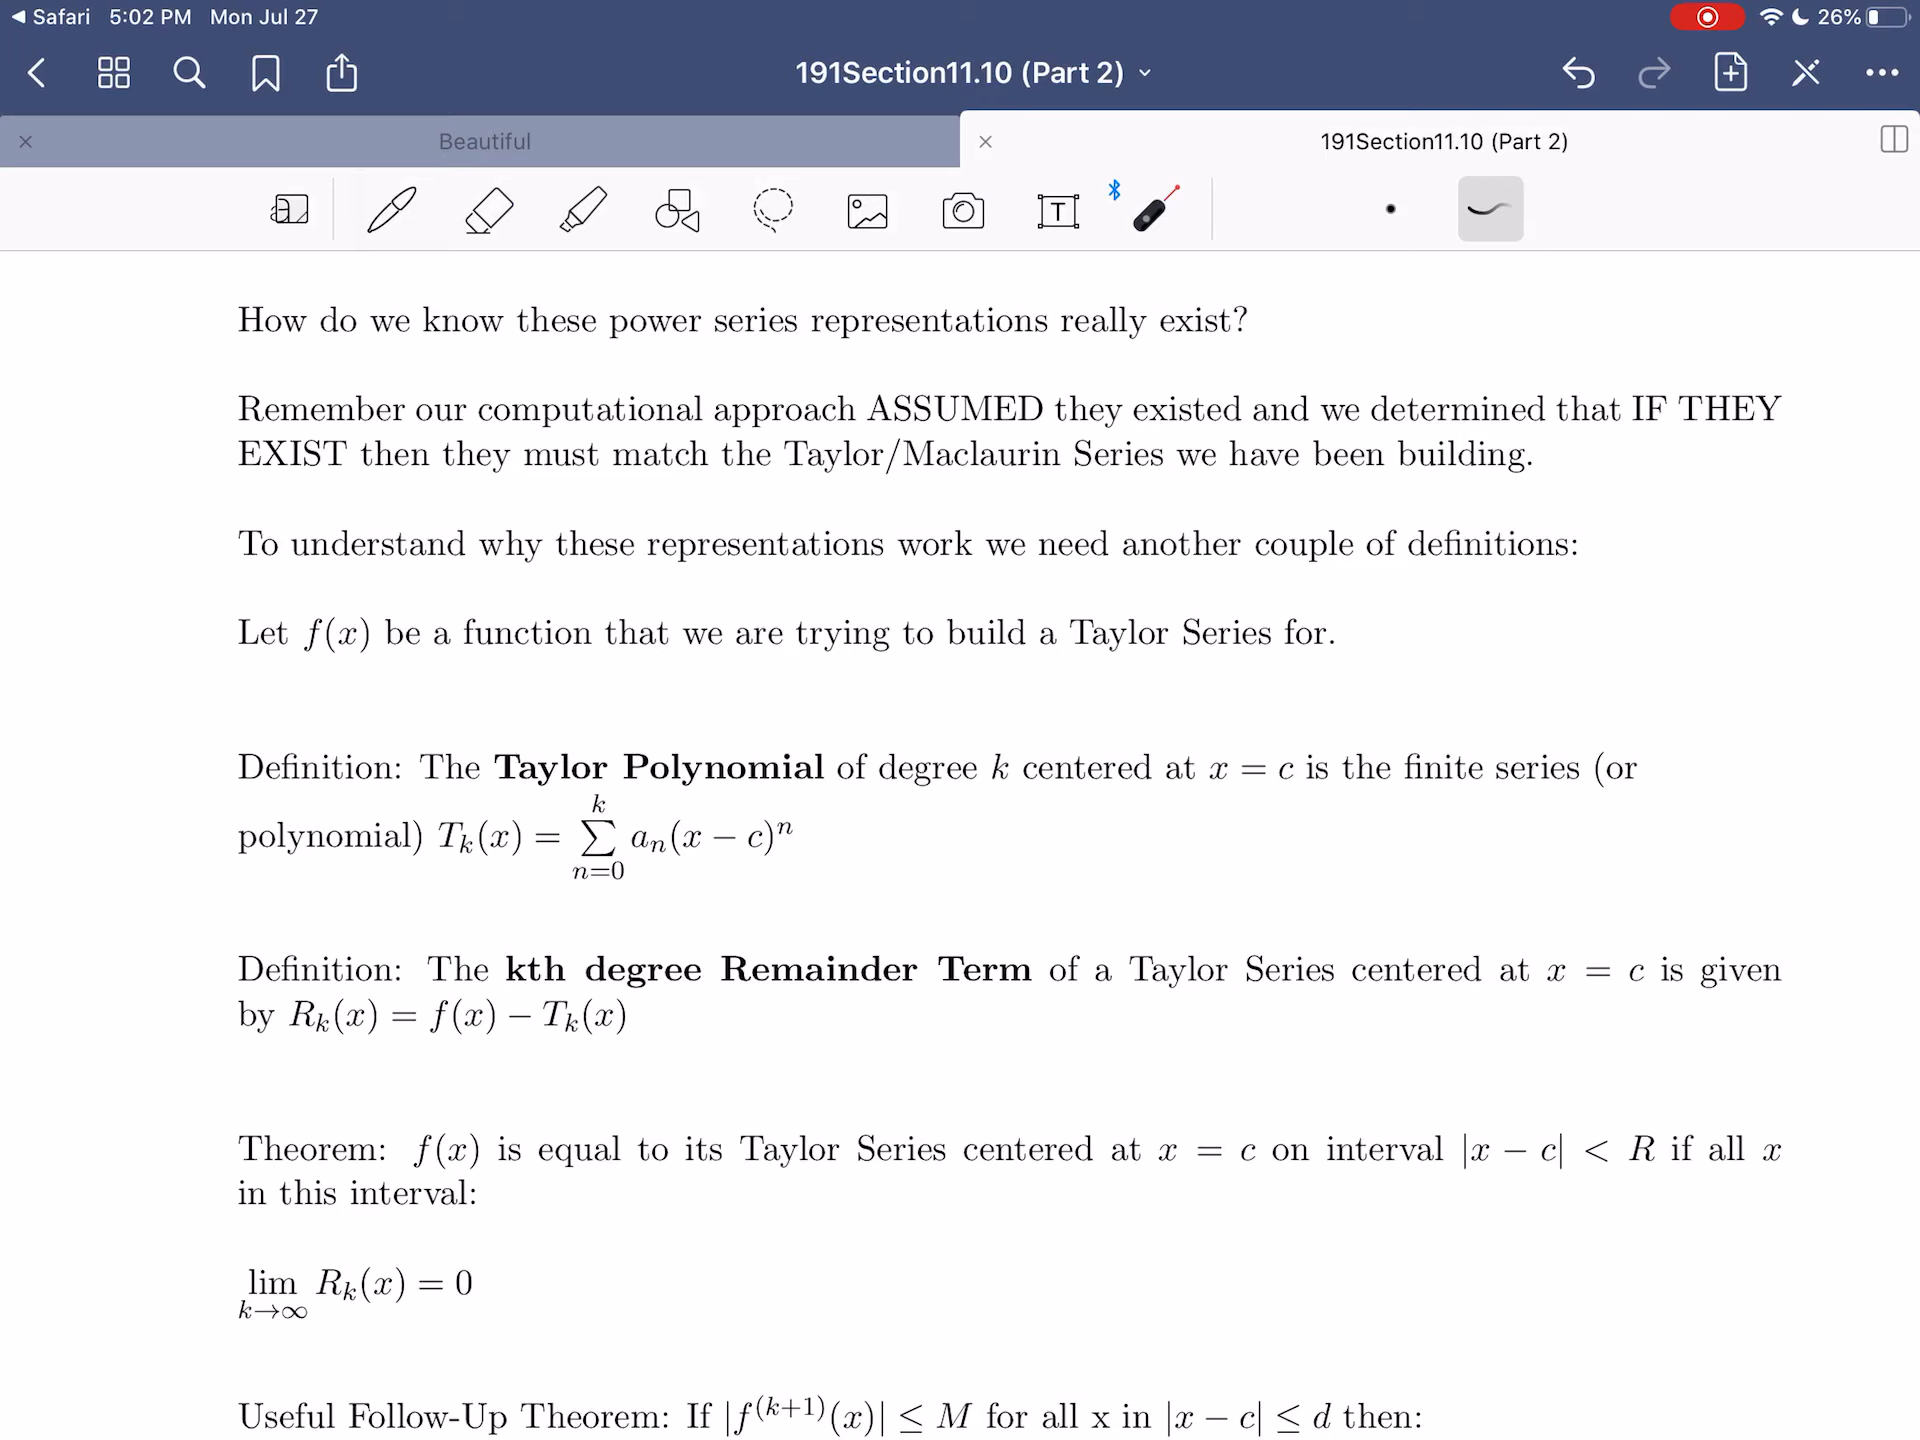 ◀ Safari 5:02 PM Mon Jul 27 26%
191Section11.10 (Part 2)
Beautiful
191Section11.10 (Part 2)
a T
How do we know these power series representations really exist?
Remember our computational approach ASSUMED they existed and we determined that IF THEY
EXIST then they must match the Taylor/Maclaurin Series we have been building.
To understand why these representations work we need another couple of definitions:
Let f(x) be a function that we are trying to build a Taylor Series for.
Definition: The Taylor Polynomial of degree k centered at x = c is the finite series (or
polynomial) T_k(x) = \sum_{n=0}^{k} a_n(x − c)^n
Definition: The kth degree Remainder Term of a Taylor Series centered at x = c is given
by R_k(x) = f(x) − T_k(x)
Theorem: f(x) is equal to its Taylor Series centered at x = c on interval |x − c| < R if all x
in this interval:
\lim_{k→∞} R_k(x) = 0
Useful Follow-Up Theorem: If |f^{(k+1)}(x)| ≤ M for all x in |x − c| ≤ d then: